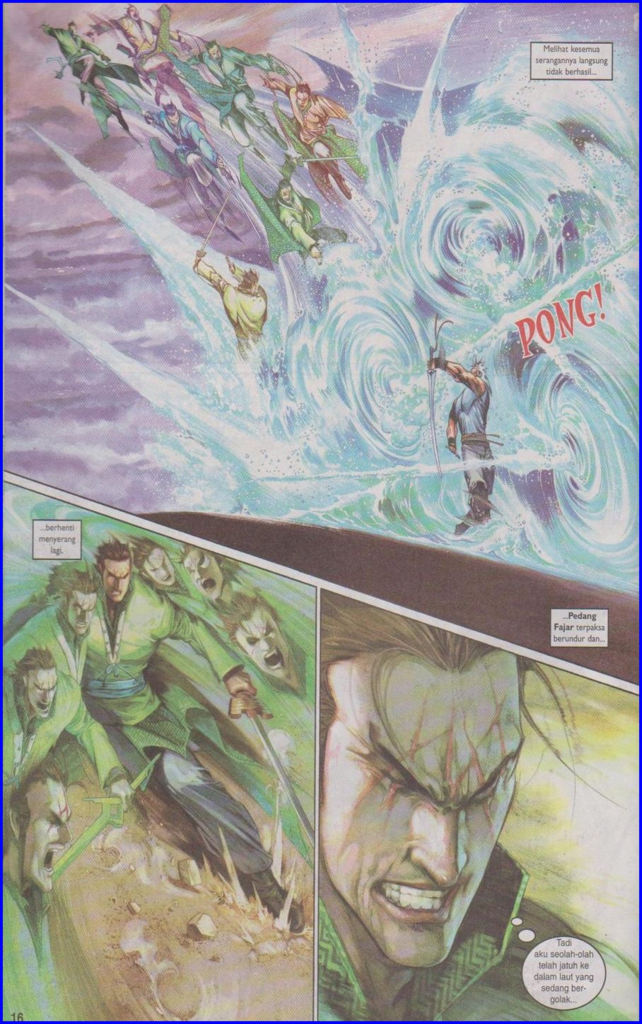 Melihat kesemua
serangannya langsung
tidak berhasil...
PONG!
...Pedang
Fajar terpaksa
berundur dan...
...berhenti
menyerang
lagi.
Tadi
aku seolah-olah
telah jatuh ke
dalam laut yang
sedang ber-
golak...
16